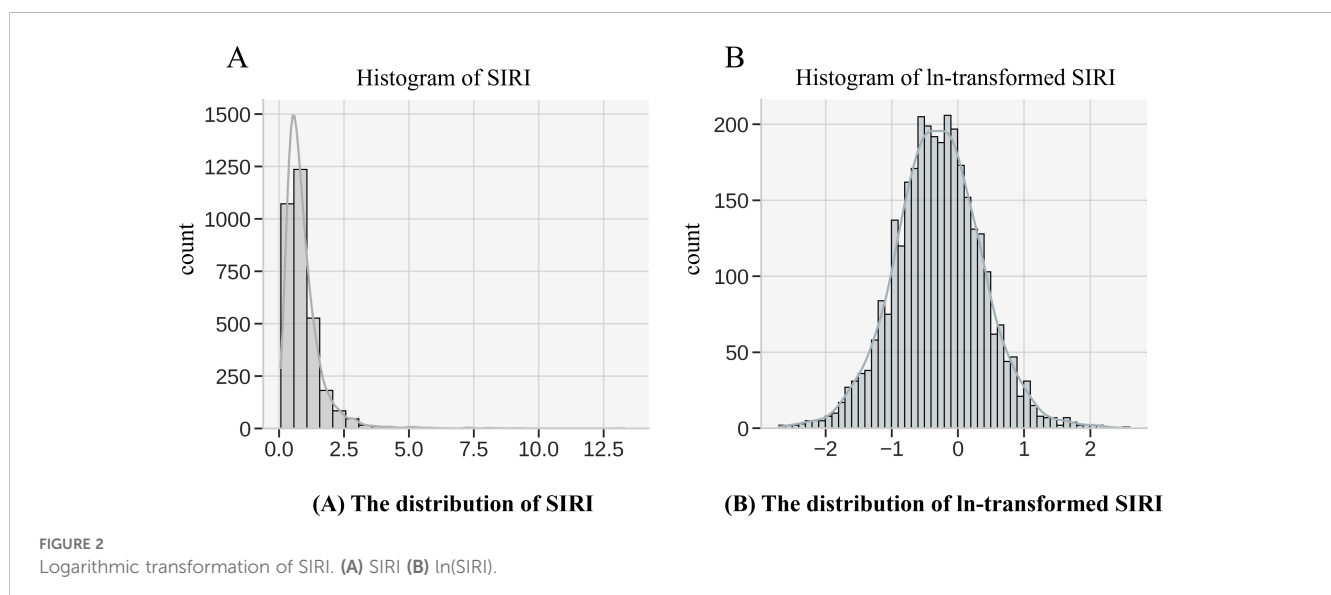 A
Histogram of SIRI
1500
1250
1000
750
500
250
0
count
0.0 2.5 5.0 7.5 10.0 12.5
(A) The distribution of SIRI
B
Histogram of ln-transformed SIRI
200
150
100
50
0
count
−2 −1 0 1 2
(B) The distribution of ln-transformed SIRI
FIGURE 2
Logarithmic transformation of SIRI. (A) SIRI (B) ln(SIRI).